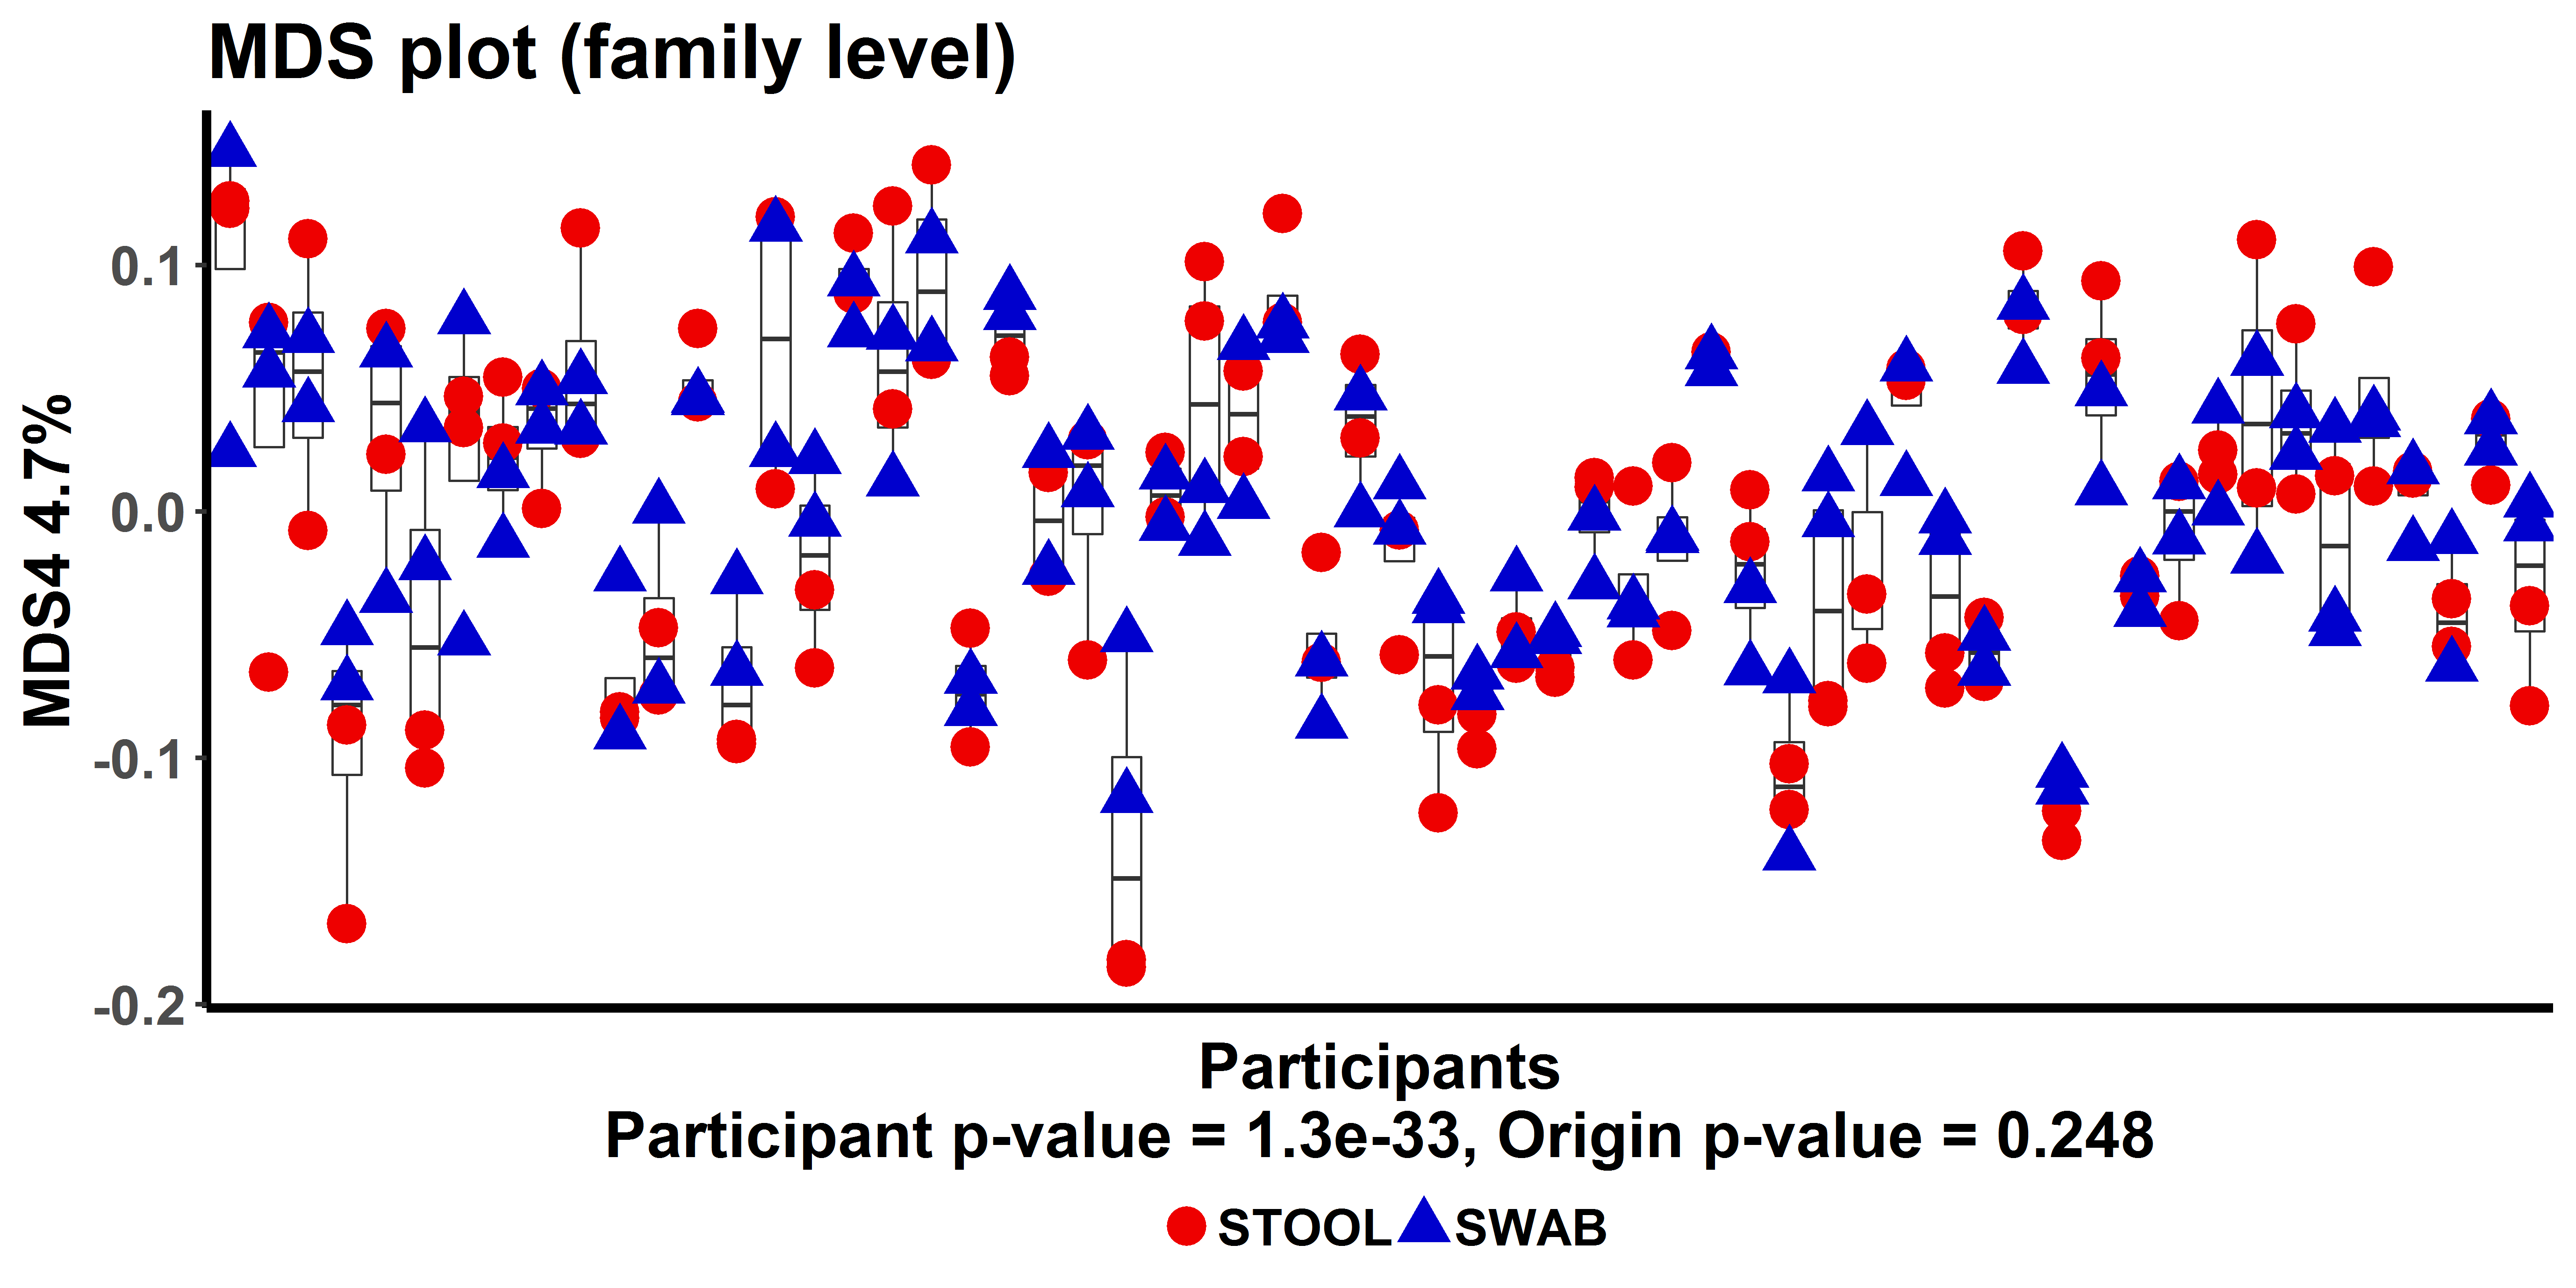 MDS plot (family level)
MDS4 4.7%
0.1
0.0
-0.1
-0.2
Participants
Participant p-value = 1.3e-33, Origin p-value = 0.248
STOOL SWAB